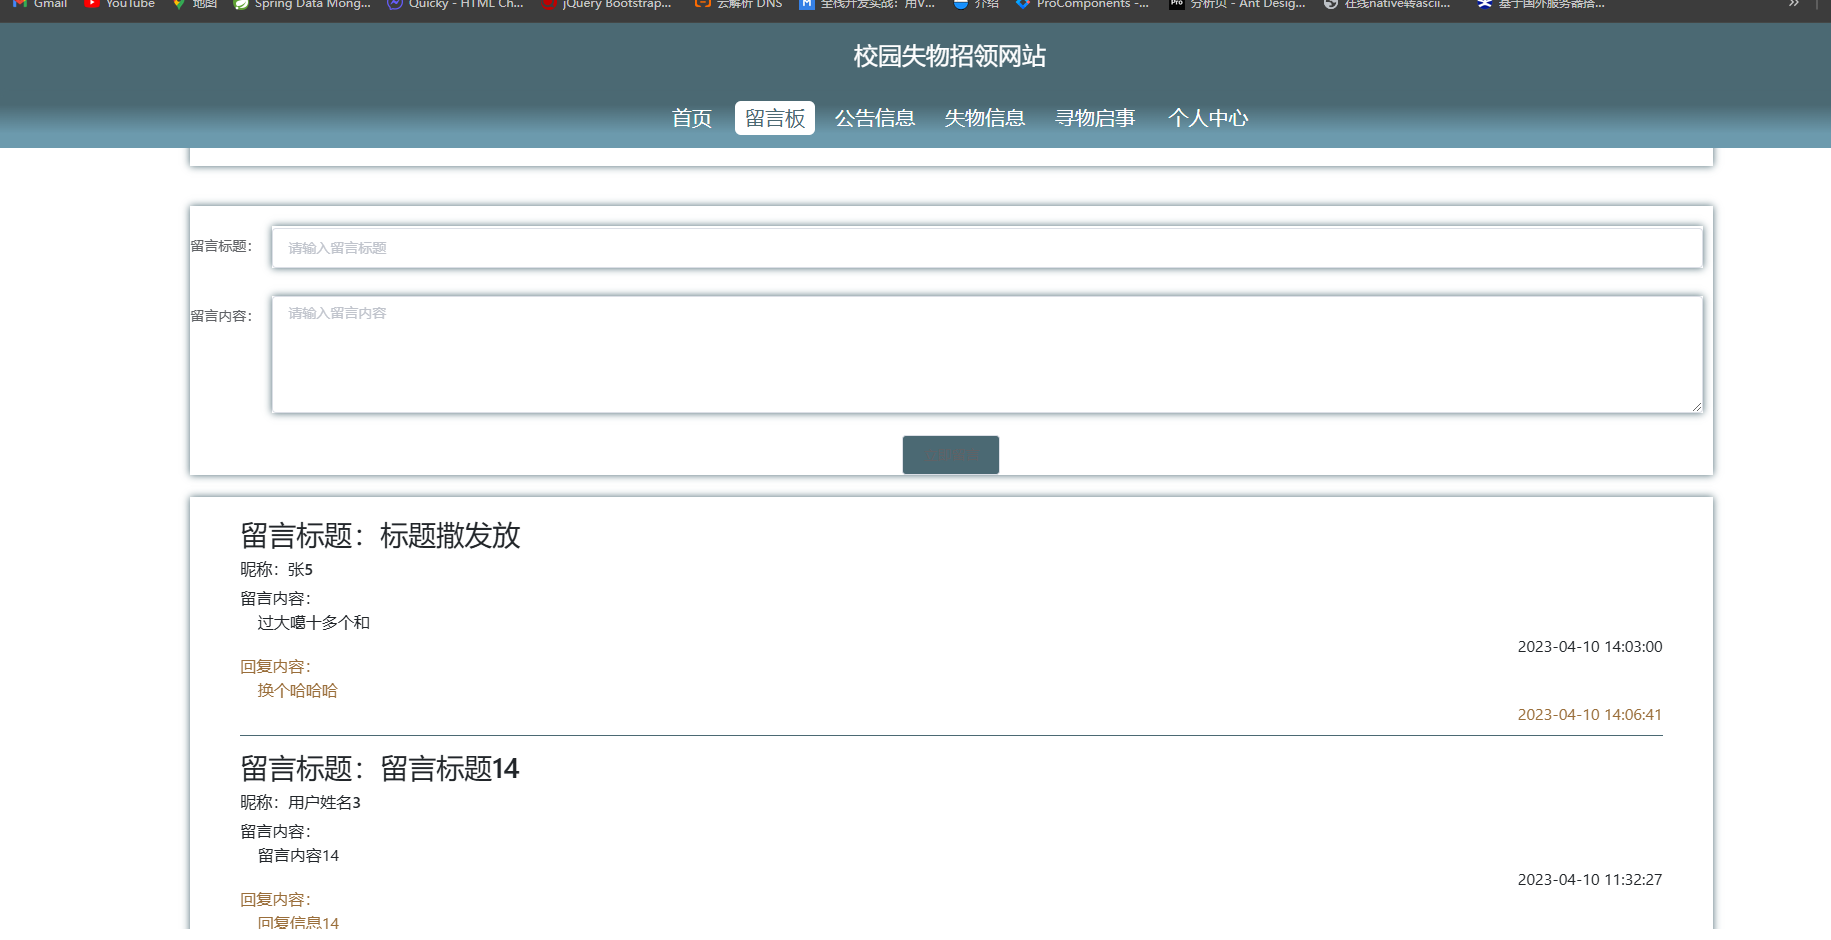 Gmail YouTube 地图 Spring Data Mong... Quicky - HTML Ch... jQuery Bootstrap... 云解析 DNS 全栈开发实战：用V... 介绍 ProComponents -... 分析页 - Ant Desig... 在线native转ascii... 基于国外服务器搭... »
校园失物招领网站
首页 留言板 公告信息 失物信息 寻物启事 个人中心
留言标题： 请输入留言标题
留言内容： 请输入留言内容
留言标题：标题撒发放
昵称：张5
留言内容：
过大噶十多个和
2023-04-10 14:03:00
回复内容：
换个哈哈哈
2023-04-10 14:06:41
留言标题：留言标题14
昵称：用户姓名3
留言内容：
留言内容14
2023-04-10 11:32:27
回复内容：
回复信息14